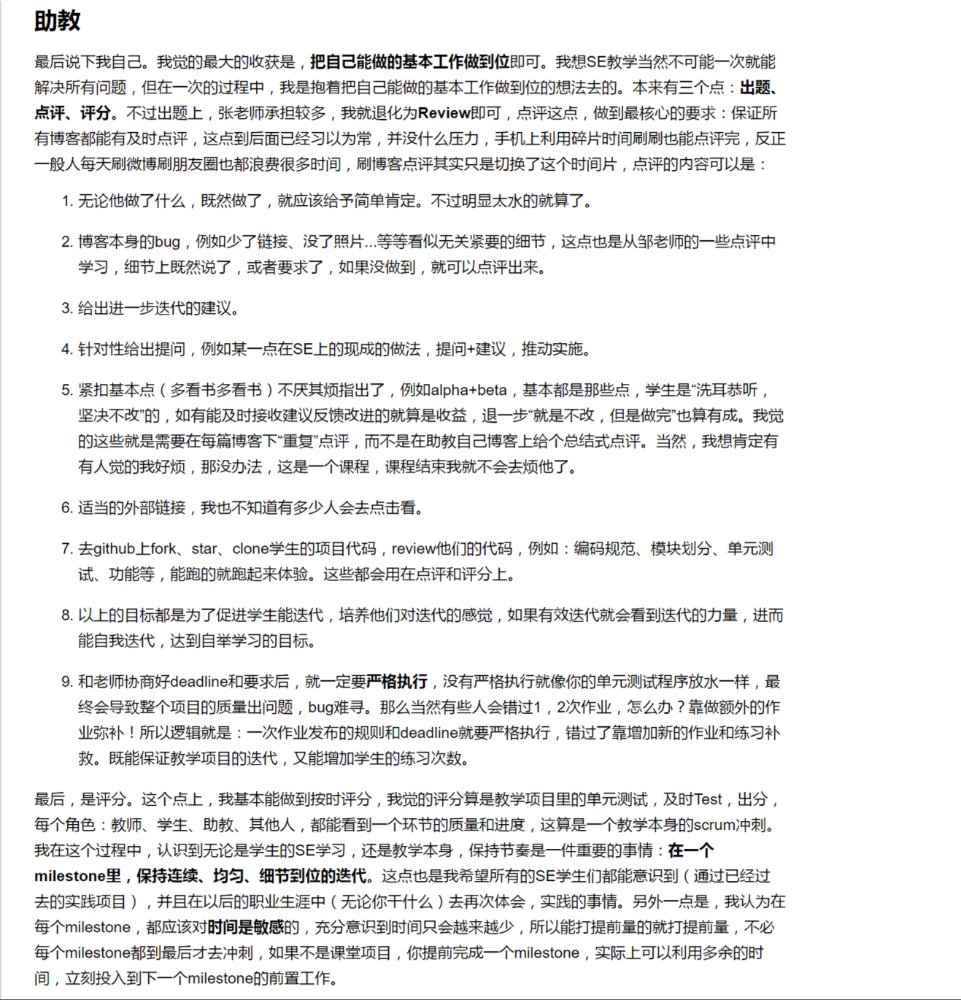 助教
最后说下我自己。我觉的最大的收获是，把自己能做的基本工作做到位即可。我想SE教学当然不可能一次就能
解决所有问题，但在一次的过程中，我是抱着把自己能做的基本工作做到位的想法去的。本来有三个点：出题、
点评、评分。不过出题上，张老师承担较多，我就退化为Review即可，点评这点，做到最核心的要求：保证所
有博客都能有及时点评，这点到后面已经习以为常，并没什么压力，手机上利用碎片时间刷刷也能点评完，反正
一般人每天刷微博刷朋友圈也都浪费很多时间，刷博客点评其实只是切换了这个时间片，点评的内容可以是：
1. 无论他做了什么，既然做了，就应该给予简单肯定。不过明显太水的就算了。
2. 博客本身的bug，例如少了链接、没了照片...等等看似无关紧要的细节，这点也是从邹老师的一些点评中
学习，细节上既然说了，或者要求了，如果没做到，就可以点评出来。
3. 给出进一步迭代的建议。
4. 针对性给出提问，例如某一点在SE上的现成的做法，提问+建议，推动实施。
5. 紧扣基本点（多看书多看书）不厌其烦指出了，例如alpha+beta，基本都是那些点，学生是“洗耳恭听，
坚决不改”的，如有能及时接收建议反馈改进的就算是收益，退一步“就是不改，但是做完”也算有成。我觉
的这些就是需要在每篇博客下“重复”点评，而不是在助教自己博客上给个总结式点评。当然，我想肯定有
有人觉的我好烦，那没办法，这是一个课程，课程结束我就不会去烦他了。
6. 适当的外部链接，我也不知道有多少人会去点击看。
7. 去github上fork、star、clone学生的项目代码，review他们的代码，例如：编码规范、模块划分、单元测
试、功能等，能跑的就跑起来体验。这些都会用在点评和评分上。
8. 以上的目标都是为了促进学生能迭代，培养他们对迭代的感觉，如果有效迭代就会看到迭代的力量，进而
能自我迭代，达到自举学习的目标。
9. 和老师协商好deadline和要求后，就一定要严格执行，没有严格执行就像你的单元测试程序放水一样，最
终会导致整个项目的质量出问题，bug难寻。那么当然有些人会错过1，2次作业，怎么办？靠做额外的作
业弥补！所以逻辑就是：一次作业发布的规则和deadline就要严格执行，错过了靠增加新的作业和练习补
救。既能保证教学项目的迭代，又能增加学生的练习次数。
最后，是评分。这个点上，我基本能做到按时评分，我觉的评分算是教学项目里的单元测试，及时Test，出分，
每个角色：教师、学生、助教、其他人，都能看到一个环节的质量和进度，这算是一个教学本身的scrum冲刺。
我在这个过程中，认识到无论是学生的SE学习，还是教学本身，保持节奏是一件重要的事情：在一个
milestone里，保持连续、均匀、细节到位的迭代。这点也是我希望所有的SE学生们都能意识到（通过已经过
去的实践项目），并且在以后的职业生涯中（无论你干什么）去再次体会，实践的事情。另外一点是，我认为在
每个milestone，都应该对时间是敏感的，充分意识到时间只会越来越少，所以能打提前量的就打提前量，不必
每个milestone都到最后才去冲刺，如果不是课堂项目，你提前完成一个milestone，实际上可以利用多余的时
间，立刻投入到下一个milestone的前置工作。